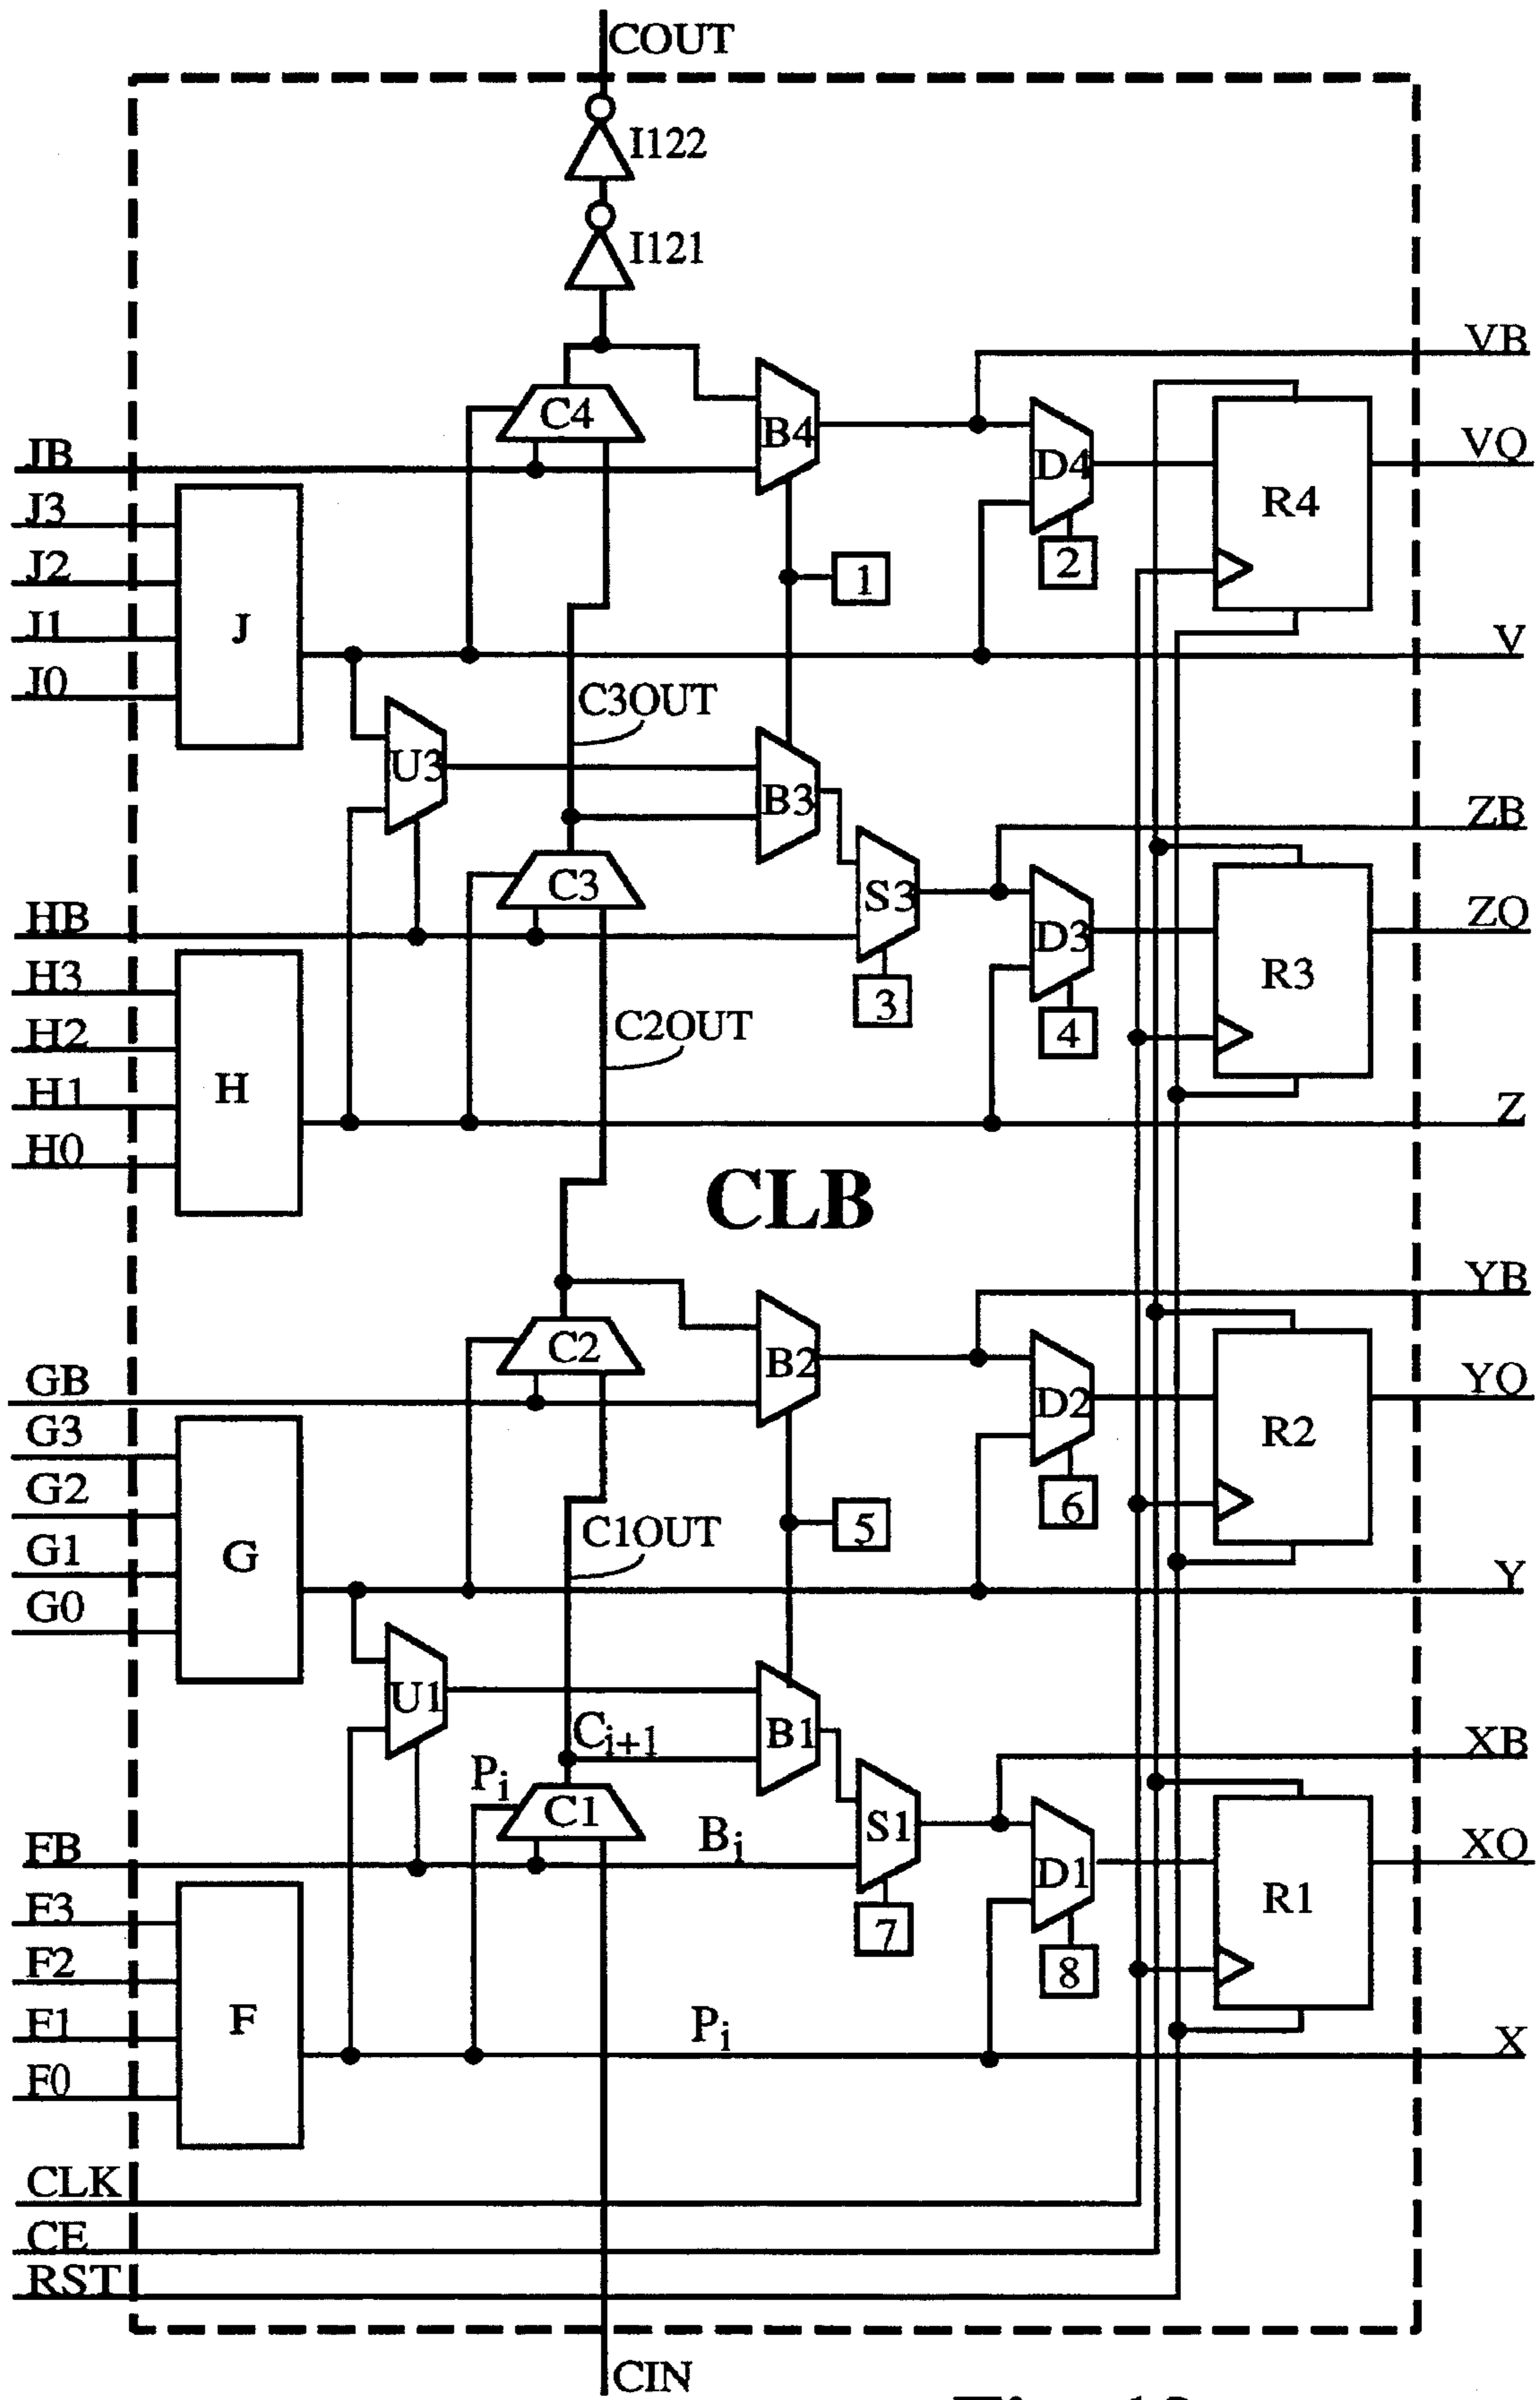 COUT
I122
I121
VB
C4
B4
D4
R4
VQ
JB
J3
J2
J1
J0
J
1
2
V
C3OUT
U3
B3
ZB
C3
S3
D3
R3
ZQ
HB
H3
H2
H1
H0
H
3
4
C2OUT
Z
CLB
YB
C2
B2
D2
R2
YQ
GB
G3
G2
G1
G0
G
5
6
C1OUT
Y
U1
B1
Ci+1
XB
Pi
C1
Bi
S1
D1
R1
XQ
FB
F3
F2
F1
F0
F
7
8
Pi
X
CLK
CE
RST
CIN